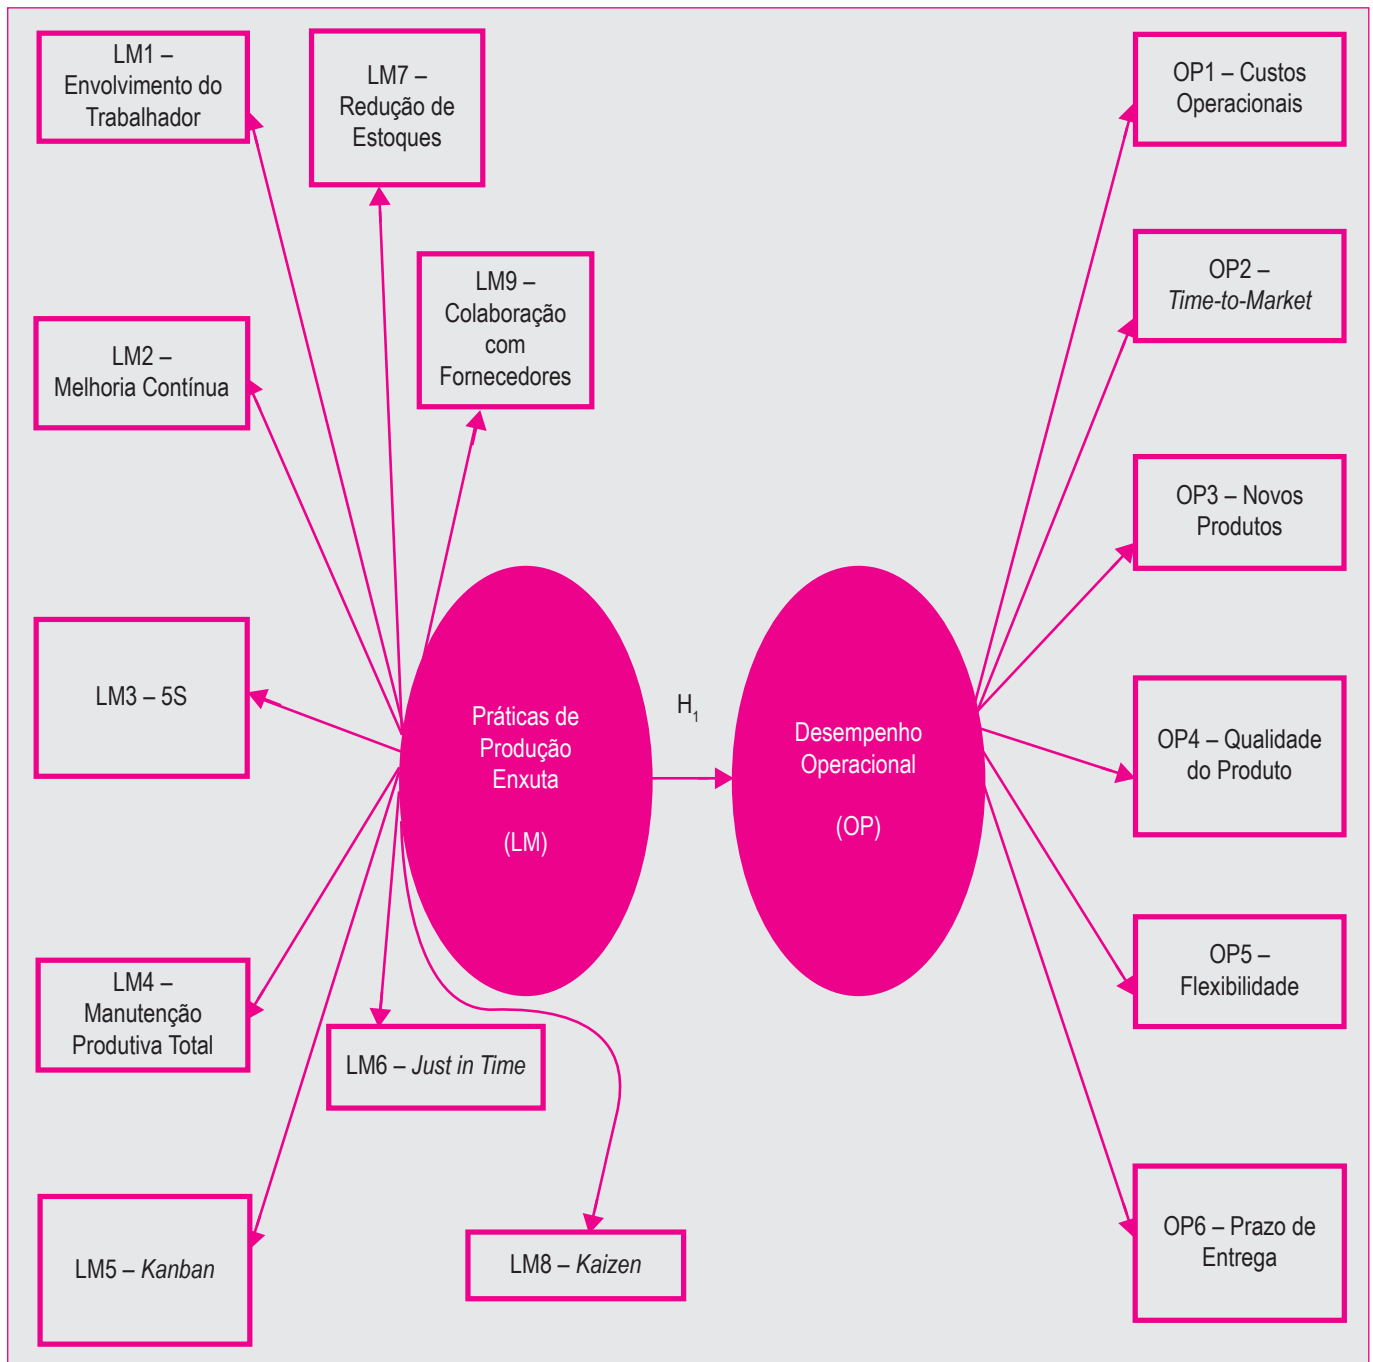 LM1 –
Envolvimento do
Trabalhador
LM7 –
Redução de
Estoques
LM9 –
Colaboração
com
Fornecedores
LM2 –
Melhoria Contínua
LM3 – 5S
LM4 –
Manutenção
Produtiva Total
LM5 – Kanban
LM6 – Just in Time
LM8 – Kaizen
Práticas de
Produção
Enxuta
(LM)
H1
Desempenho
Operacional
(OP)
OP1 – Custos
Operacionais
OP2 –
Time-to-Market
OP3 – Novos
Produtos
OP4 – Qualidade
do Produto
OP5 –
Flexibilidade
OP6 – Prazo de
Entrega